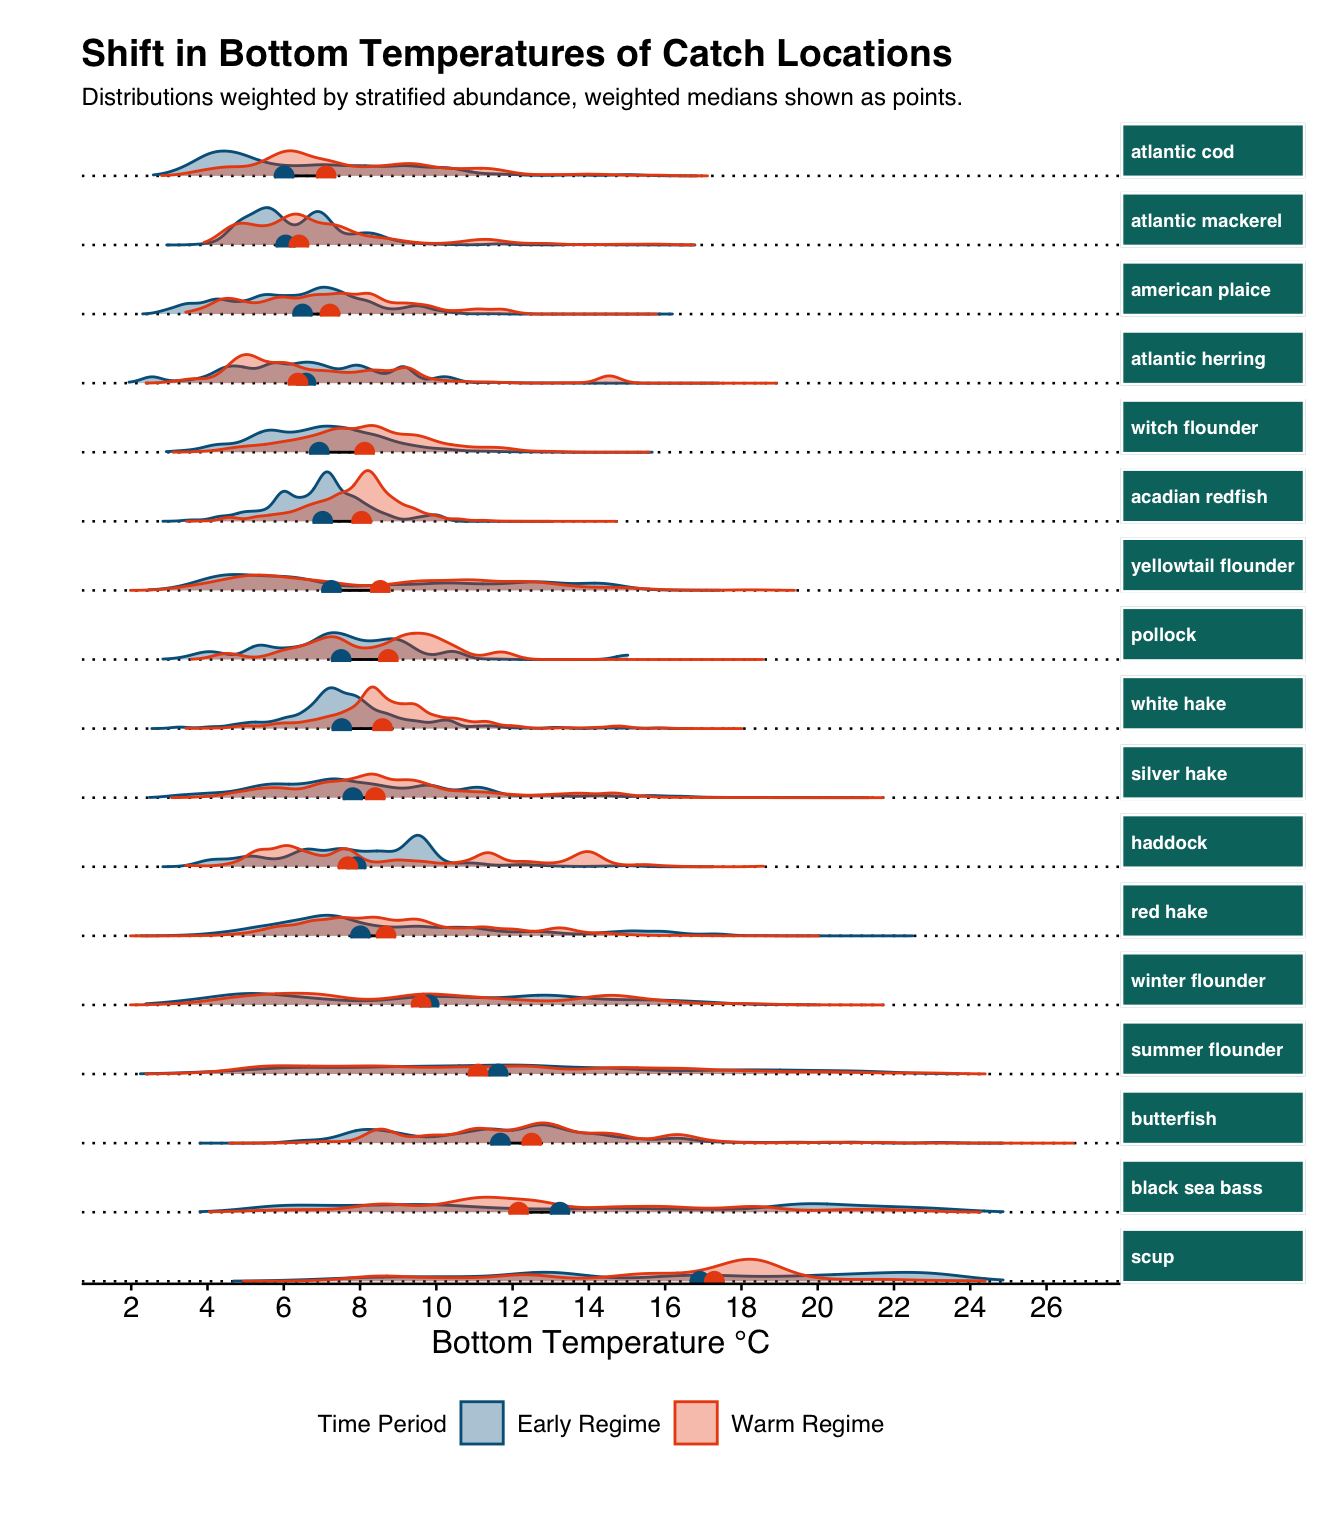 Shift in Bottom Temperatures of Catch Locations
Distributions weighted by stratified abundance, weighted medians shown as points.
atlantic cod
atlantic mackerel
american plaice
atlantic herring
witch flounder
acadian redfish
yellowtail flounder
pollock
white hake
silver hake
haddock
red hake
winter flounder
summer flounder
butterfish
black sea bass
scup
2 4 6 8 10 12 14 16 18 20 22 24 26
Bottom Temperature °C
Time Period Early Regime Warm Regime